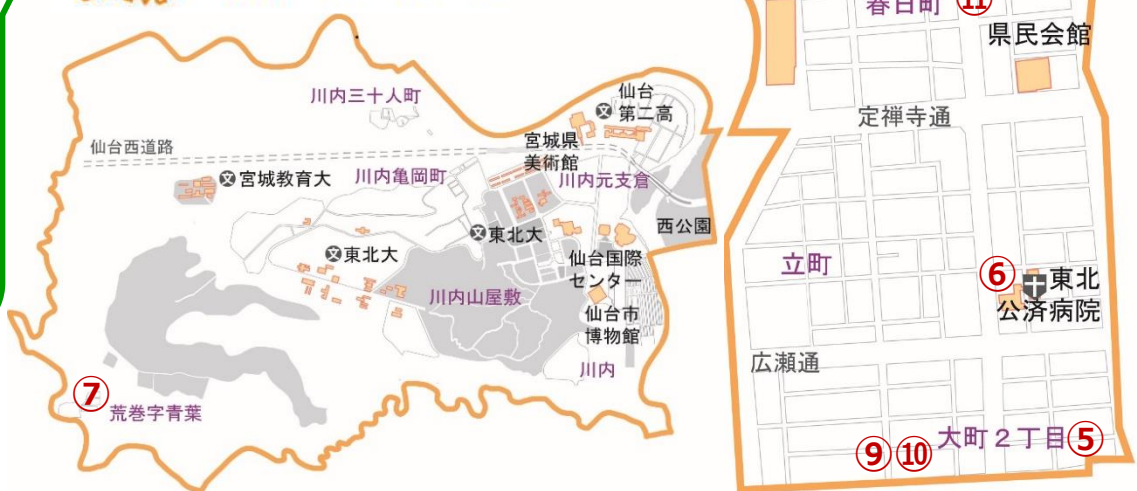 川内三十人町
仙台
第二高
仙台西道路
宮城県
美術館
宮城教育大
川内亀岡町
川内元支倉
西公園
東北大
東北大
仙台国際
センター
川内山屋敷
仙台市
博物館
川内
⑦
荒巻字青葉
春日町 ⑪
県民会館
定禅寺通
立町
⑥ 東北
公済病院
広瀬通
大町2丁目⑤
⑨⑩